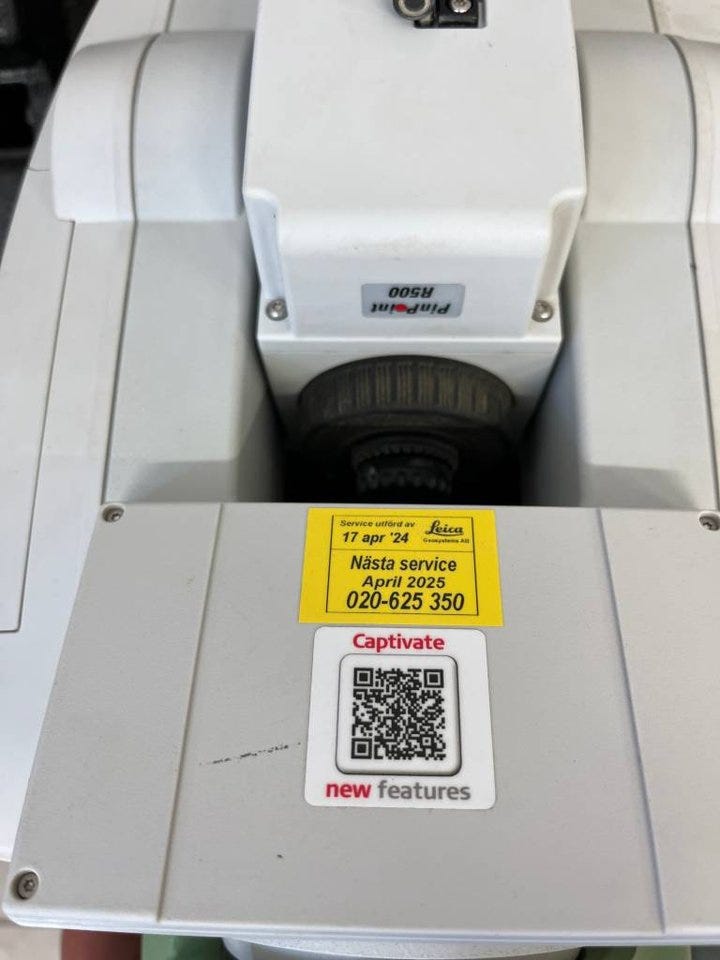 PinPoint
R500
Service utförd av
17 apr '24
Leica
Geosystems AB
Nästa service
April 2025
020-625 350
Captivate
new features